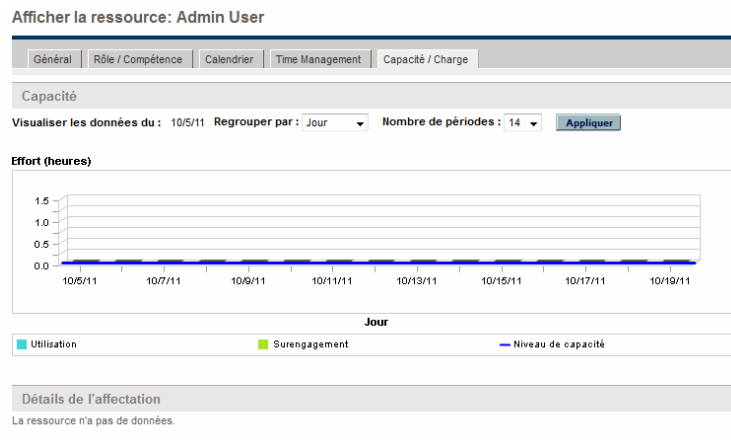 Afficher la ressource: Admin User
Général Rôle / Compétence Calendrier Time Management Capacité / Charge
Capacité
Visualiser les données du : 10/5/11 Regrouper par : Jour Nombre de périodes : 14 Appliquer
Effort (heures)
1.5
1.0
0.5
0.0
10/5/11 10/7/11 10/9/11 10/11/11 10/13/11 10/15/11 10/17/11 10/19/11
Jour
Utilisation Surengagement Niveau de capacité
Détails de l'affectation
La ressource n'a pas de données.